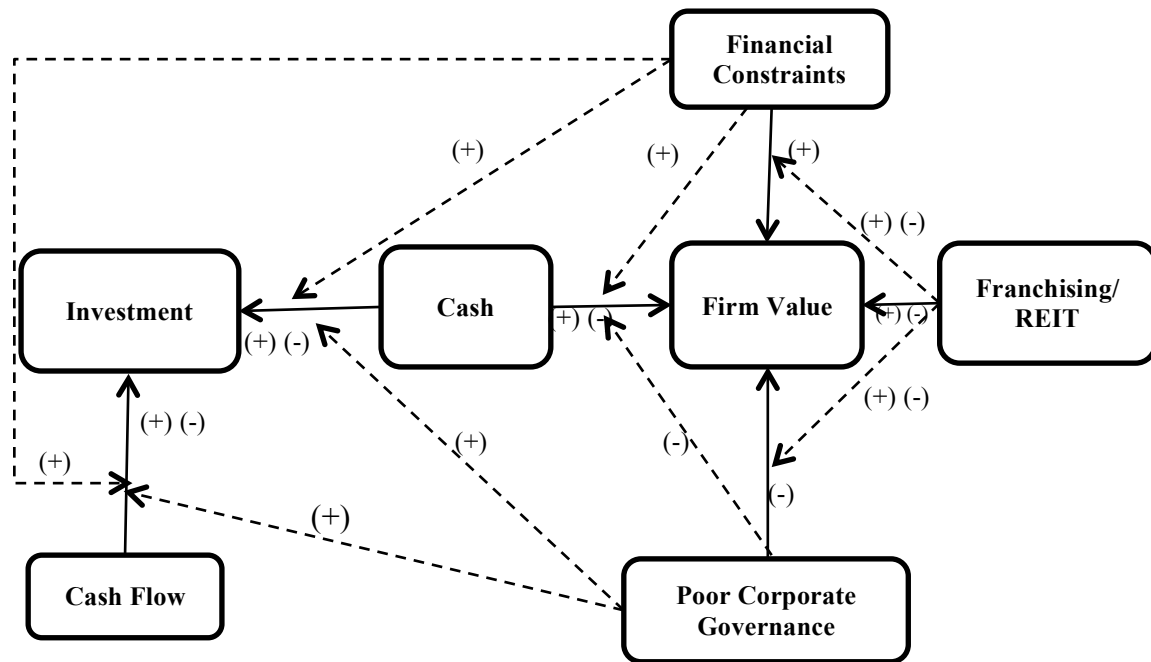 Financial
Constraints
(+)
(+)
(+)
(+) (-)
Investment
Cash
Firm Value
Franchising/
REIT
(+) (-)
(+) (-)
(+) (-)
(+) (-)
(+) (-)
(+)
(+)
(-)
(-)
(+)
Cash Flow
Poor Corporate
Governance